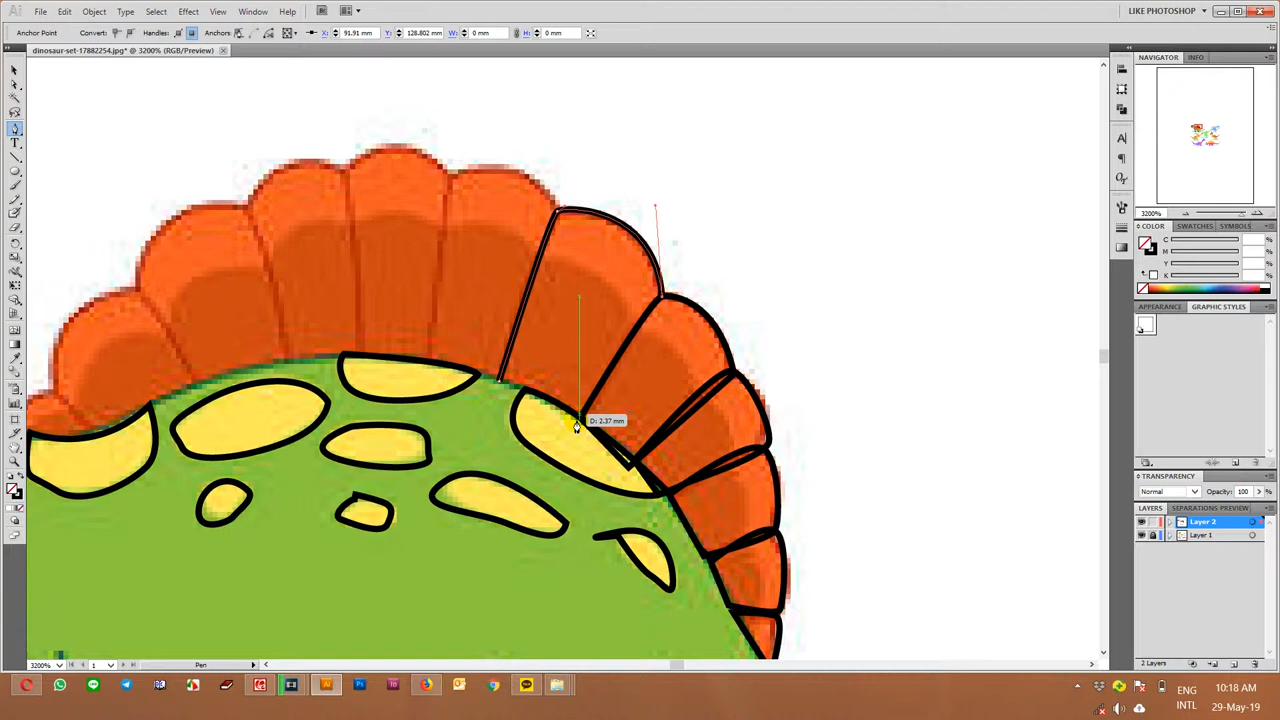 Ai File Edit Object Type Select Effect View Window Help LIKE PHOTOSHOP
Anchor Point Convert: Handles: Anchors: X: 91.91 mm Y: 128.802 mm W: 0 mm H: 0 mm
dinosaur-set-17882254.jpg* @ 3200% (RGB/Preview)
NAVIGATOR INFO
3200%
COLOR SWATCHES SYMBOLS
C
M
Y
K
APPEARANCE GRAPHIC STYLES
D: 2.37 mm
TRANSPARENCY
Normal Opacity: 100 %
LAYERS SEPARATIONS PREVIEW
Layer 2
Layer 1
2 Layers
3200% 1 Pen
ENG 10:18 AM
INTL 29-May-19